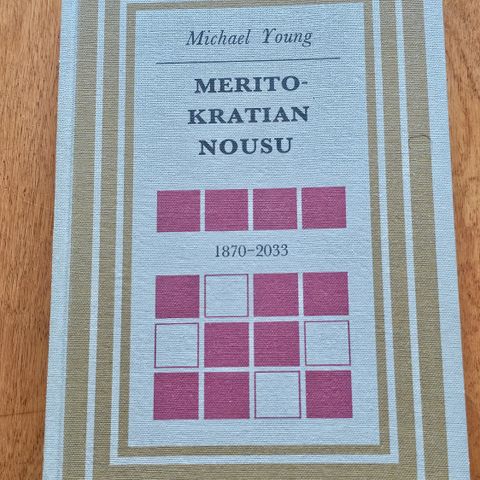 Michael Young
MERITO-
KRATIAN
NOUSU
1870-2033